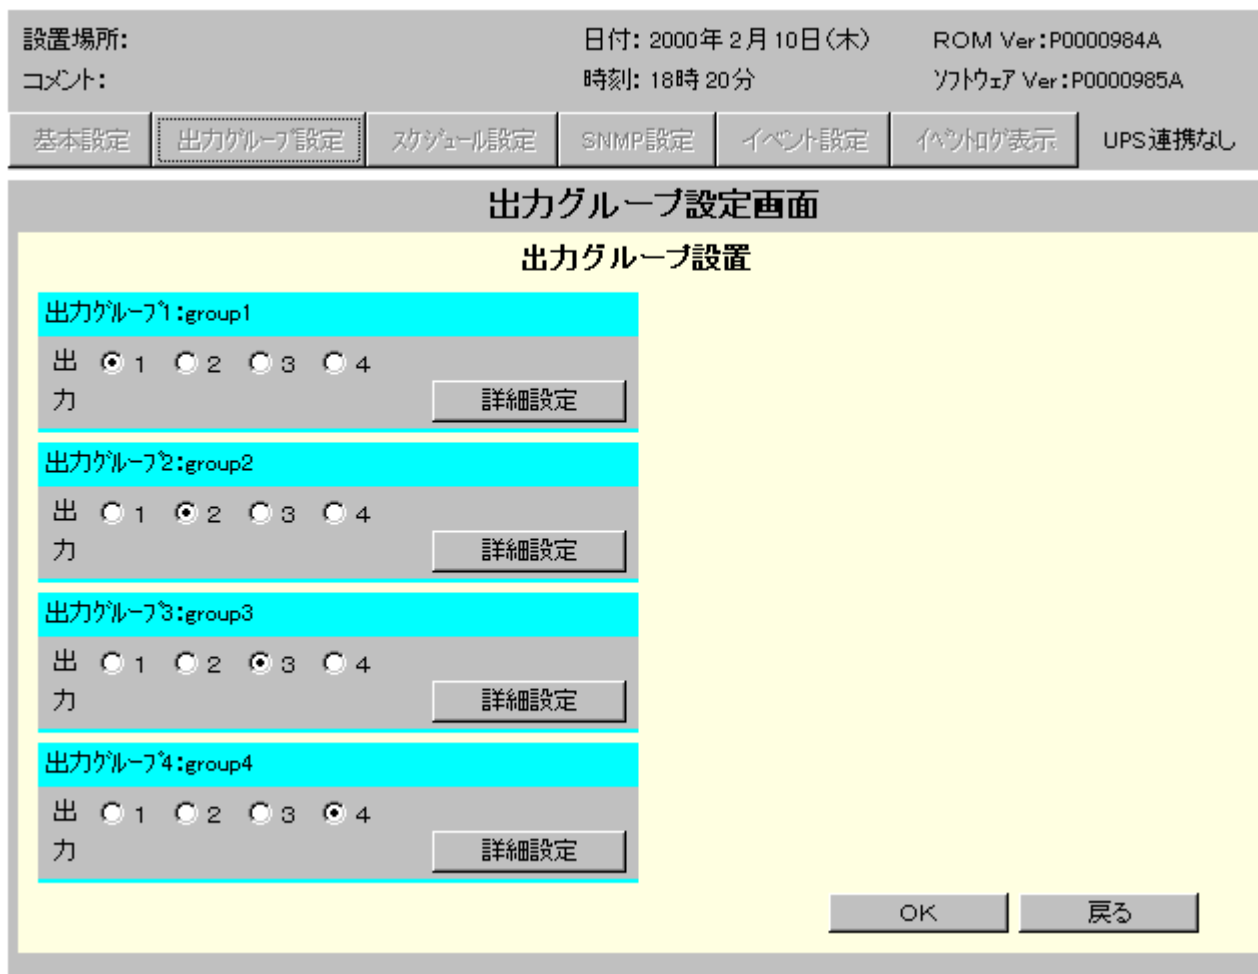 設置場所: 日付: 2000年 2月 10日(木) ROM Ver:P0000984A
コメント: 時刻: 18時 20分 ソフトウェア Ver:P0000985A
基本設定 出力グループ設定 スケジュール設定 SNMP設定 イベント設定 イベントログ表示 UPS連携なし
出力グループ設定画面
出力グループ設置
出力グループ1:group1
出力 1 2 3 4
詳細設定
出力グループ2:group2
出力 1 2 3 4
詳細設定
出力グループ3:group3
出力 1 2 3 4
詳細設定
出力グループ4:group4
出力 1 2 3 4
詳細設定
OK 戻る